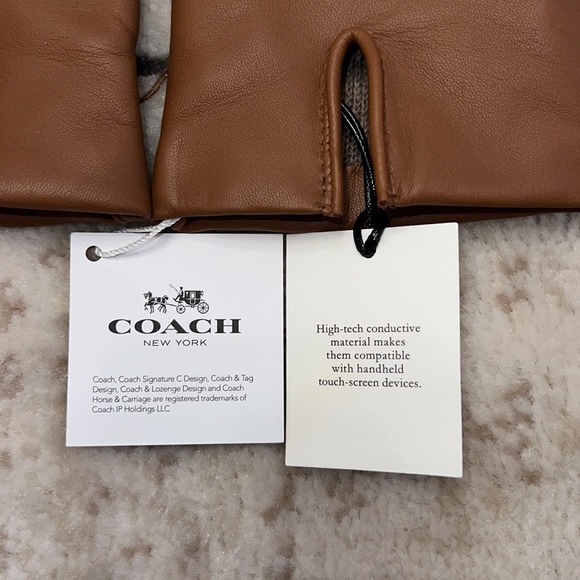 COACH
NEW YORK
Coach, Coach Signature C Design, Coach & Tag
Design, Coach & Lozenge Design and Coach
Horse & Carriage are registered trademarks of
Coach IP Holdings LLC
High-tech conductive
material makes
them compatible
with handheld
touch-screen devices.